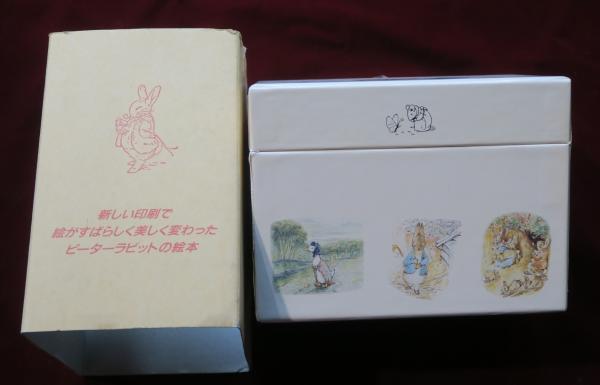 新しい印刷で
絵がすばらしく美しく変わった
ピーターラビットの絵本